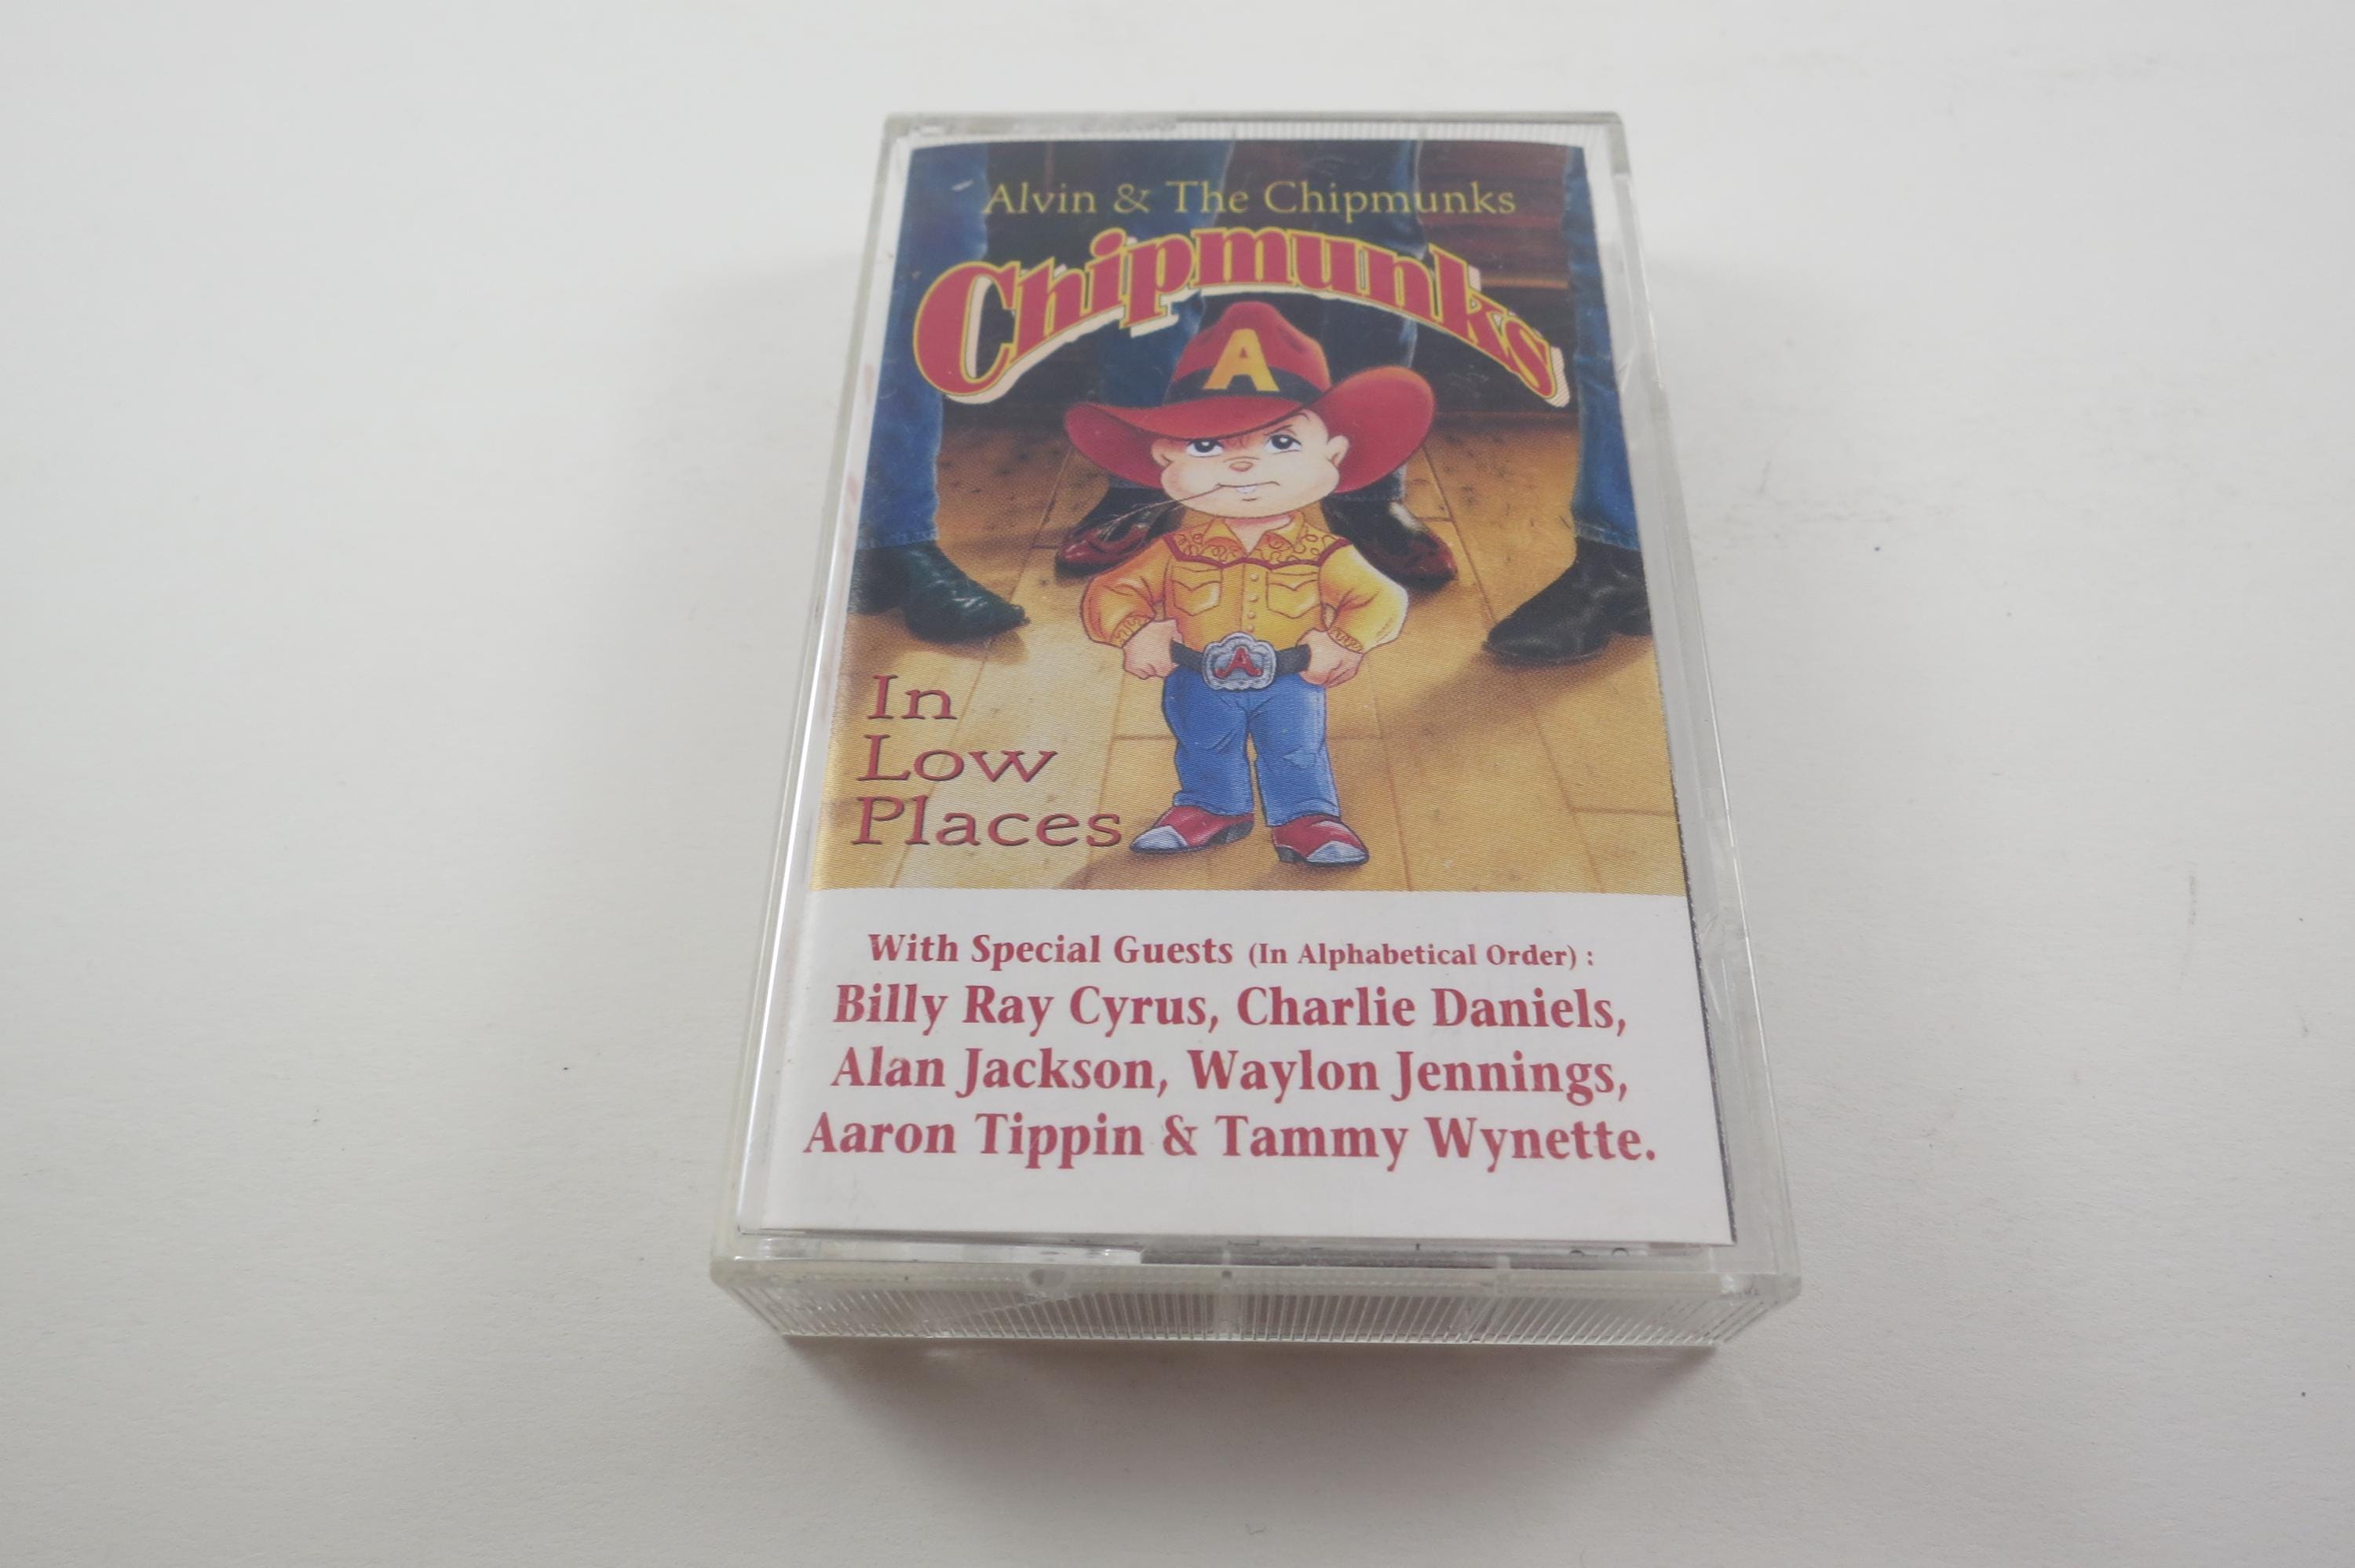 Alvin & The Chipmunks
Chipmunks
A
A
In
Low
Places
With Special Guests (In Alphabetical Order) :
Billy Ray Cyrus, Charlie Daniels,
Alan Jackson, Waylon Jennings,
Aaron Tippin & Tammy Wynette.